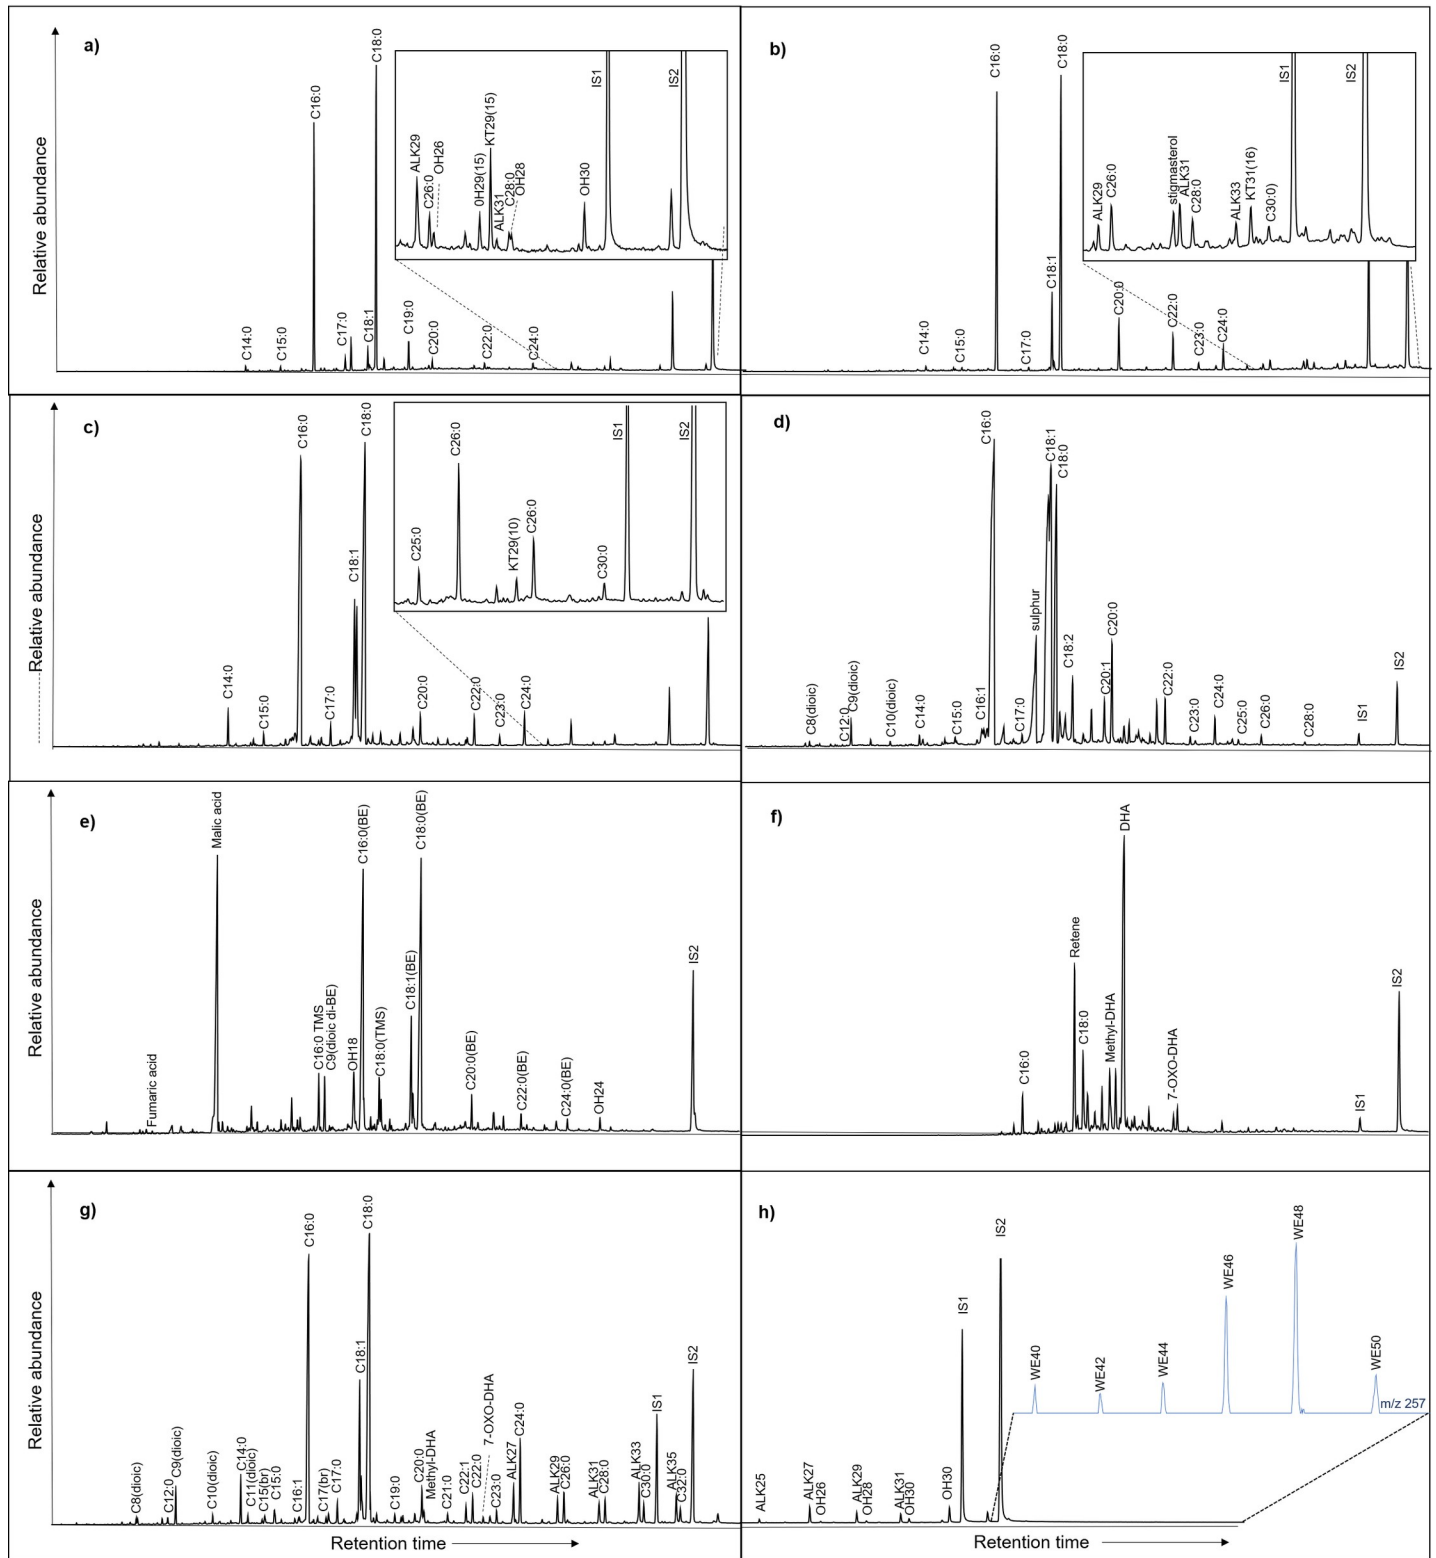 a)
Relative abundance
C14:0
C15:0
C16:0
C17:0
C18:1
C18:0
C19:0
C20:0
C22:0
C24:0
ALK29
C26:0
OH26
0H29(15)
KT29(15)
ALK31
C28:0
OH28
OH30
IS1
IS2
b)
C14:0
C15:0
C16:0
C17:0
C18:1
C18:0
C20:0
C22:0
C23:0
C24:0
ALK29
C26:0
stigmasterol
ALK31
C28:0
ALK33
KT31(16)
C30:0)
IS1
IS2
c)
Relative abundance
C14:0
C15:0
C16:0
C17:0
C18:1
C18:0
C20:0
C22:0
C23:0
C24:0
C25:0
C26:0
KT29(10)
C26:0
C30:0
IS1
IS2
d)
C8(dioic)
C12:0
C9(dioic)
C10(dioic)
C14:0
C15:0
C16:1
C16:0
C17:0
sulphur
C18:1
C18:0
C18:2
C20:1
C20:0
C22:0
C23:0
C24:0
C25:0
C26:0
C28:0
IS1
IS2
e)
Relative abundance
Fumaric acid
Malic acid
C16:0 TMS
C9(dioic di-BE)
OH18
C16:0(BE)
C18:0(TMS)
C18:1(BE)
C18:0(BE)
C20:0(BE)
C22:0(BE)
C24:0(BE)
OH24
IS2
f)
C16:0
Retene
C18:0
Methyl-DHA
DHA
7-OXO-DHA
IS1
IS2
g)
Relative abundance
C8(dioic)
C12:0
C9(dioic)
C10(dioic)
C14:0
C11(dioic)
C15(br)
C15:0
C16:1
C16:0
C17(br)
C17:0
C18:1
C18:0
C19:0
C20:0
Methyl-DHA
C21:0
C22:1
C22:0
7-OXO-DHA
C23:0
ALK27
C24:0
ALK29
C26:0
ALK31
C28:0
ALK33
C30:0
IS1
ALK35
C32:0
IS2
Retention time
h)
ALK25
ALK27
OH26
ALK29
OH28
ALK31
OH30
OH30
IS1
IS2
WE40
WE42
WE44
WE46
WE48
WE50
m/z 257
Retention time